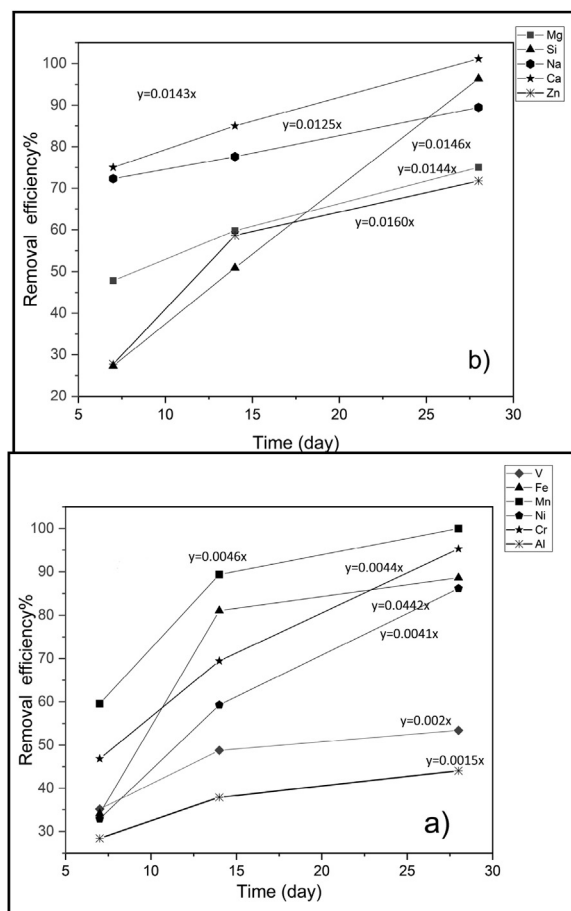 Mg
Si
Na
Ca
Zn
100
90
80
70
60
50
40
30
20
y=0.0143x
y=0.0125x
y=0.0146x
y=0.0144x
y=0.0160x
b)
Removal efficiency%
5
10
15
20
25
30
Time (day)
V
Fe
Mn
Ni
Cr
Al
100
90
80
70
60
50
40
30
y=0.0046x
y=0.0044x
y=0.0442x
y=0.0041x
y=0.002x
y=0.0015x
a)
Removal efficiency%
5
10
15
20
25
30
Time (day)